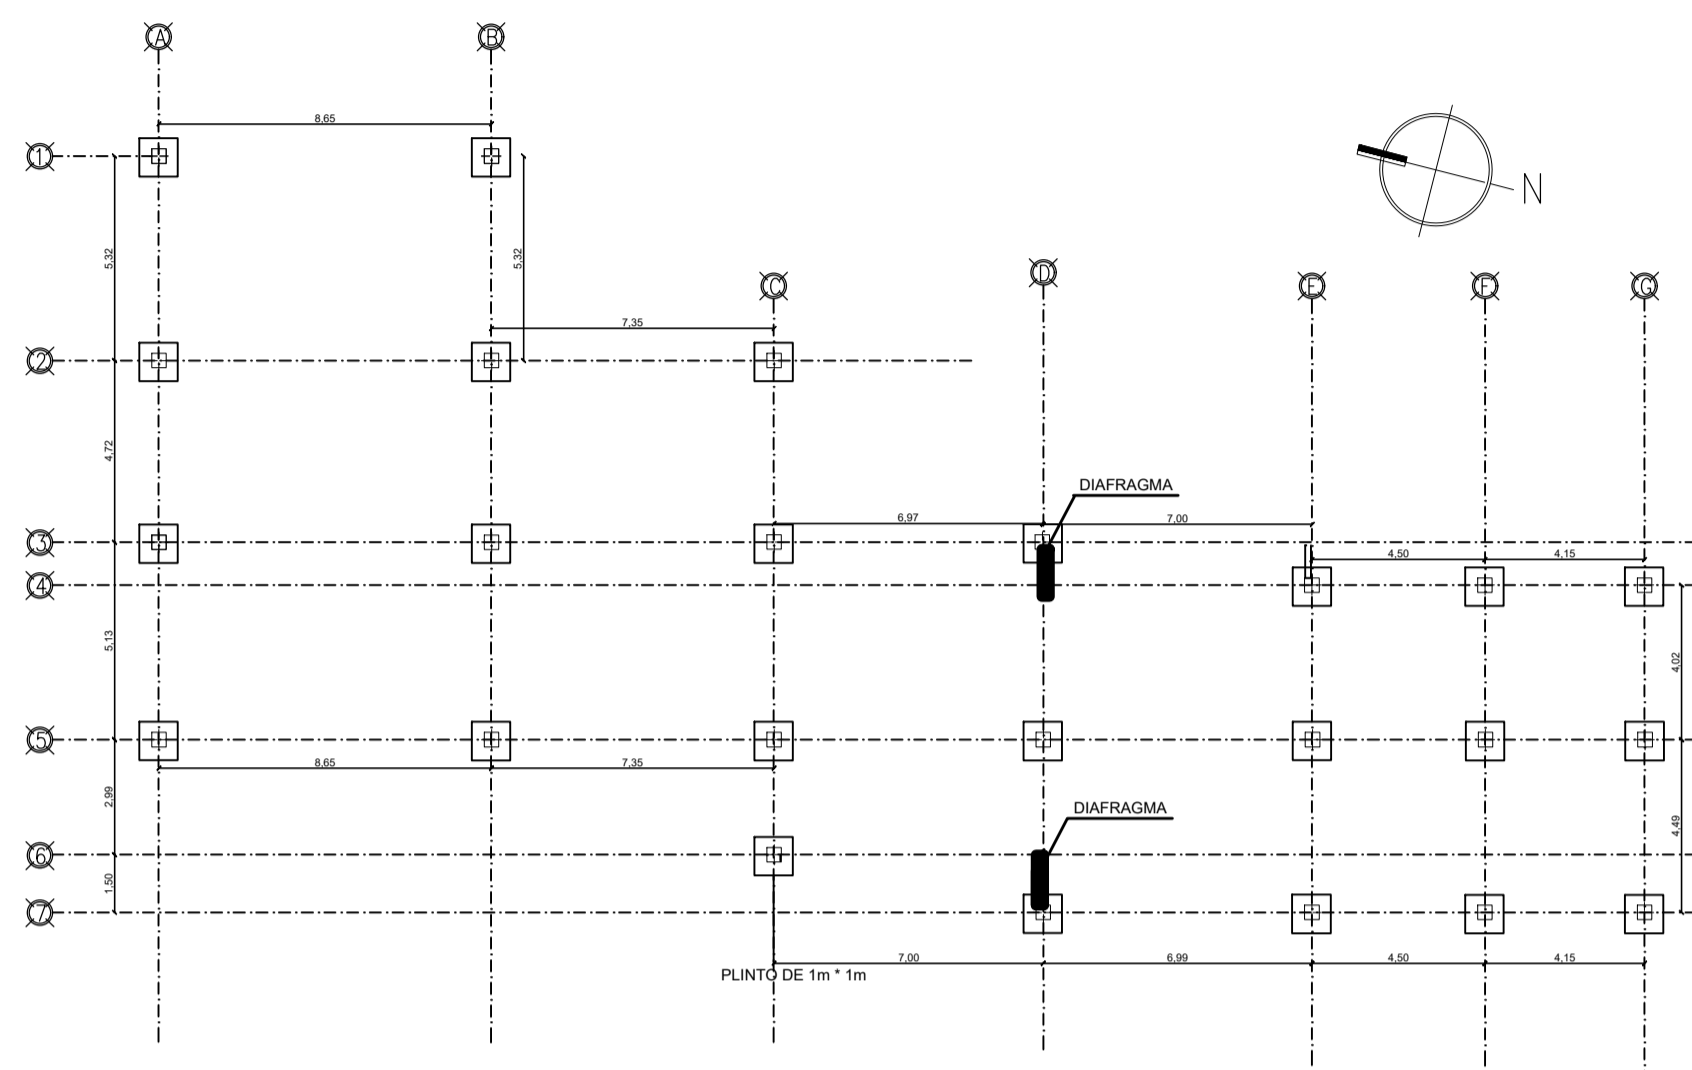 A
B
8,65
1
N
5,32
5,32
C
D
E
F
G
7,35
2
4,72
DIAFRAGMA
6,97
7,00
3
4,50
4,15
4
5,13
4,02
5
8,65
7,35
2,99
DIAFRAGMA
4,49
6
1,50
7
7,00
6,99
4,50
4,15
PLINTO DE 1m * 1m